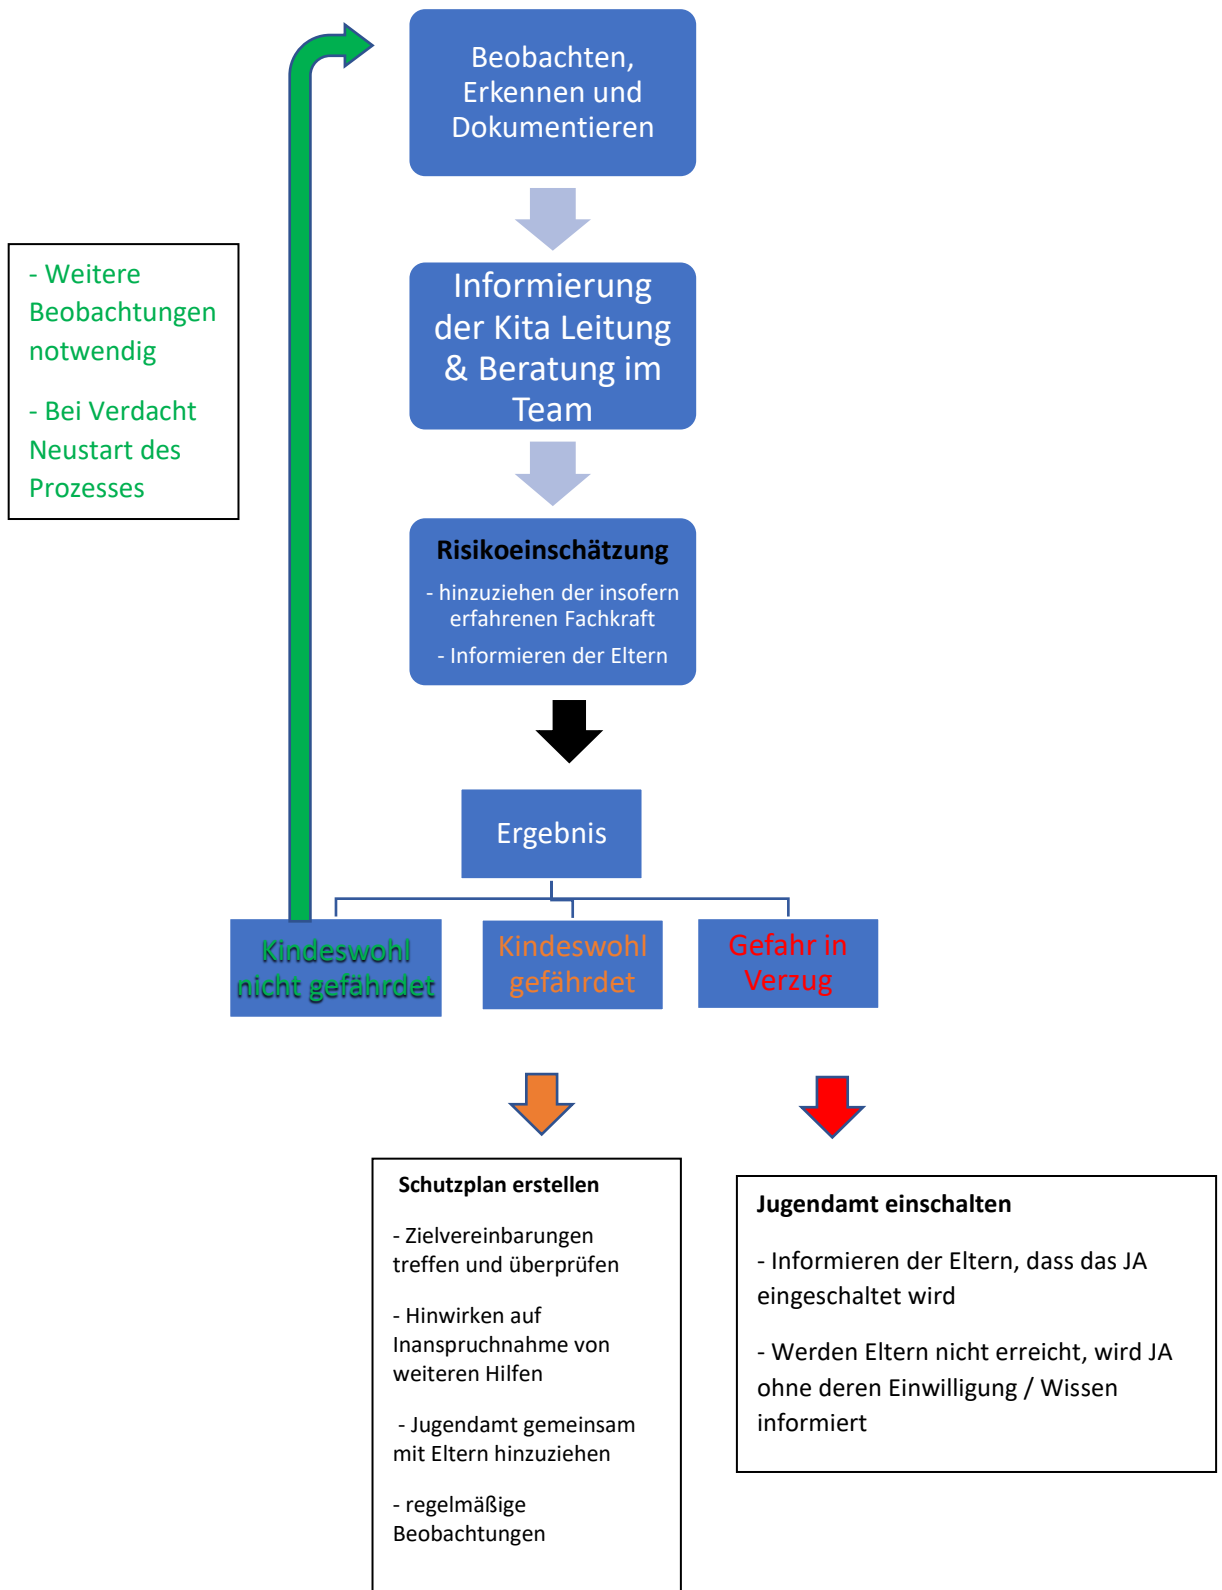 Beobachten,
Erkennen und
Dokumentieren
- Weitere
Beobachtungen
notwendig
- Bei Verdacht
Neustart des
Prozesses
Informierung
der Kita Leitung
& Beratung im
Team
Risikoeinschätzung
- hinzuziehen der insofern
erfahrenen Fachkraft
- Informieren der Eltern
Ergebnis
Kindeswohl
nicht gefährdet
Kindeswohl
gefährdet
Gefahr in
Verzug
Schutzplan erstellen
- Zielvereinbarungen
treffen und überprüfen
- Hinwirken auf
Inanspruchnahme von
weiteren Hilfen
- Jugendamt gemeinsam
mit Eltern hinzuziehen
- regelmäßige
Beobachtungen
Jugendamt einschalten
- Informieren der Eltern, dass das JA
eingeschaltet wird
- Werden Eltern nicht erreicht, wird JA
ohne deren Einwilligung / Wissen
informiert